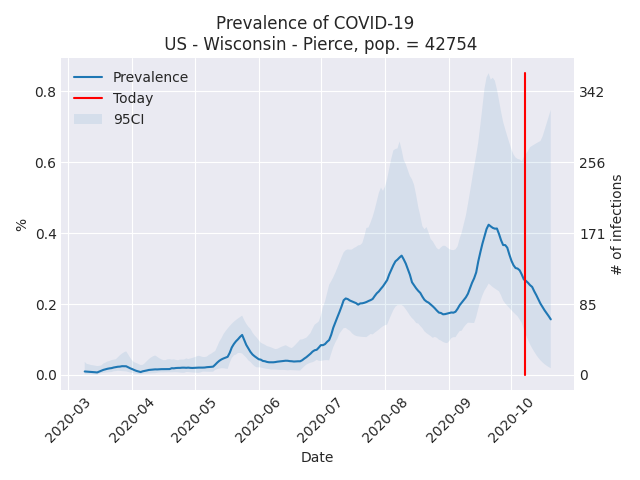 Prevalence of COVID-19
US - Wisconsin - Pierce, pop. = 42754
Prevalence
Today
95CI
%
0.8
0.6
0.4
0.2
0.0
342
256
171
85
0
# of infections
2020-03
2020-04
2020-05
2020-06
2020-07
2020-08
2020-09
2020-10
Date